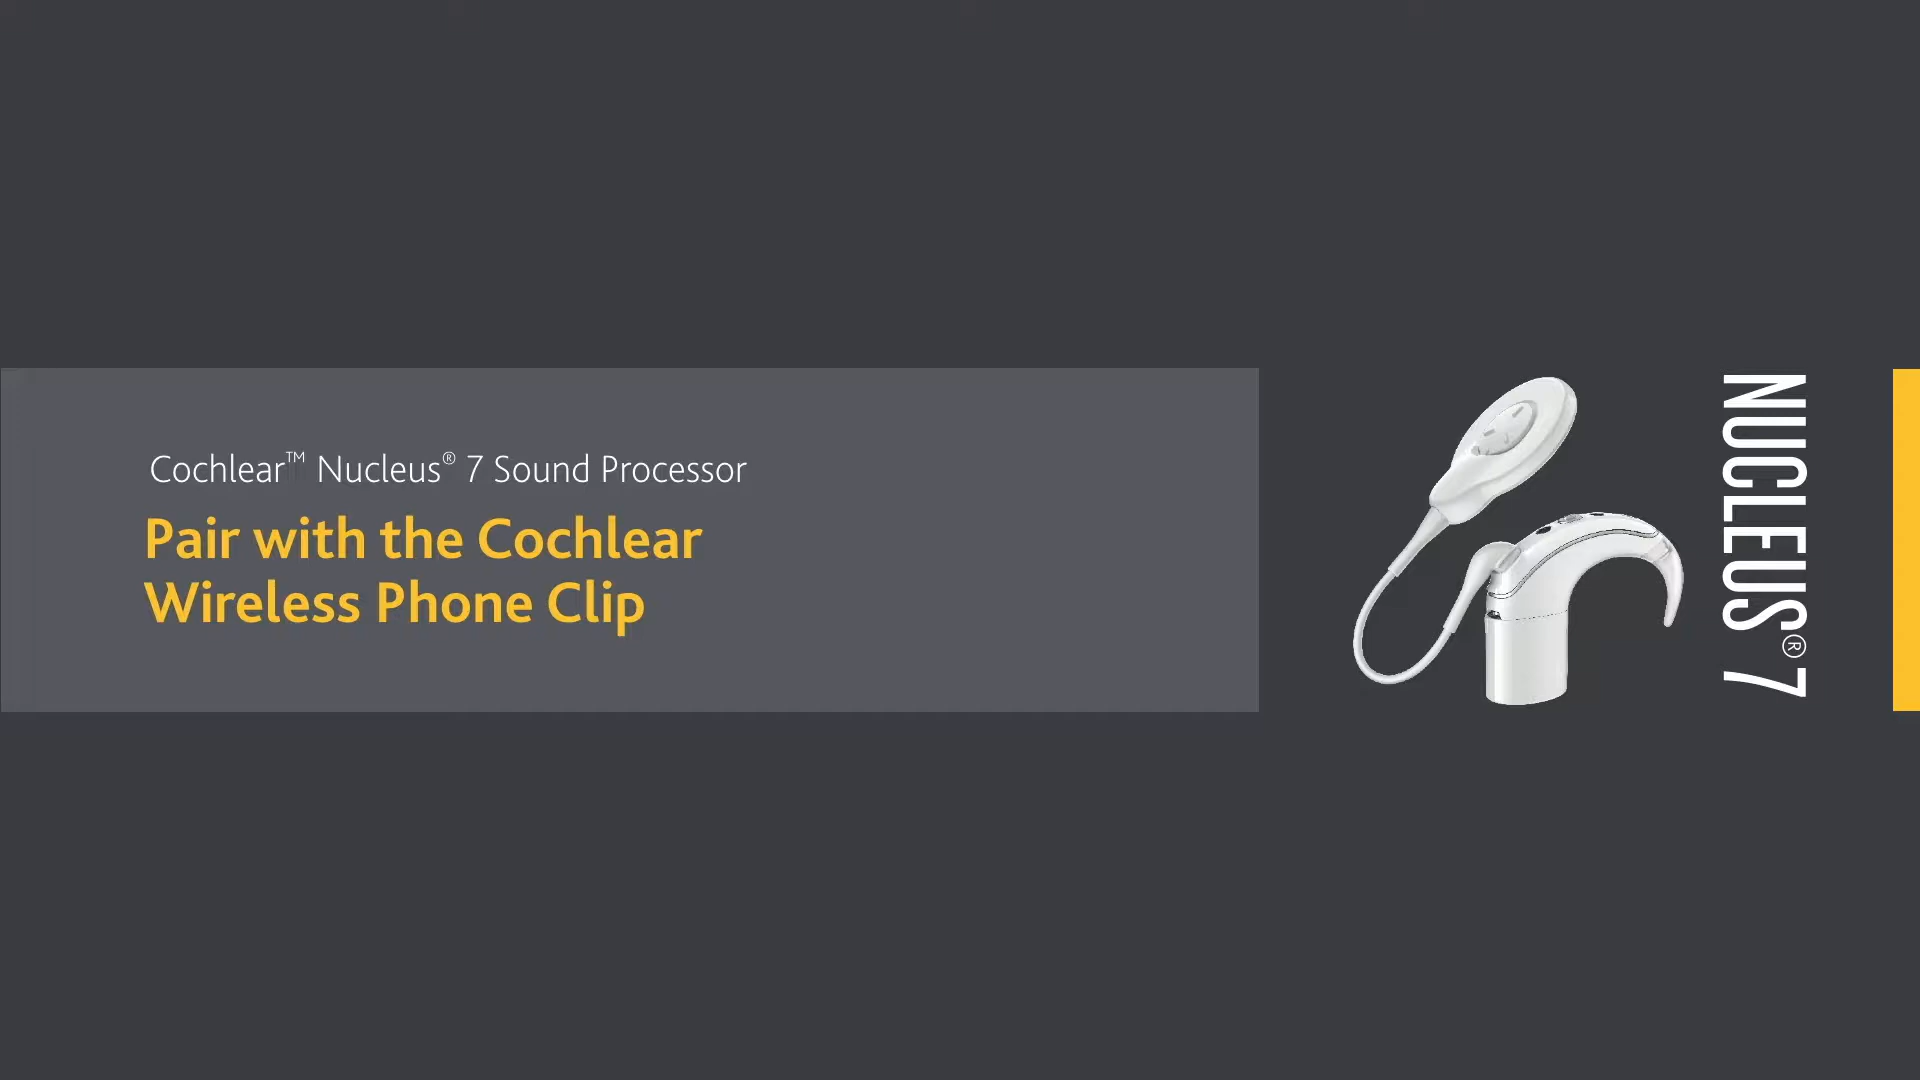 Cochlear™ Nucleus® 7 Sound Processor
Pair with the Cochlear
Wireless Phone Clip
NUCLEUS® 7